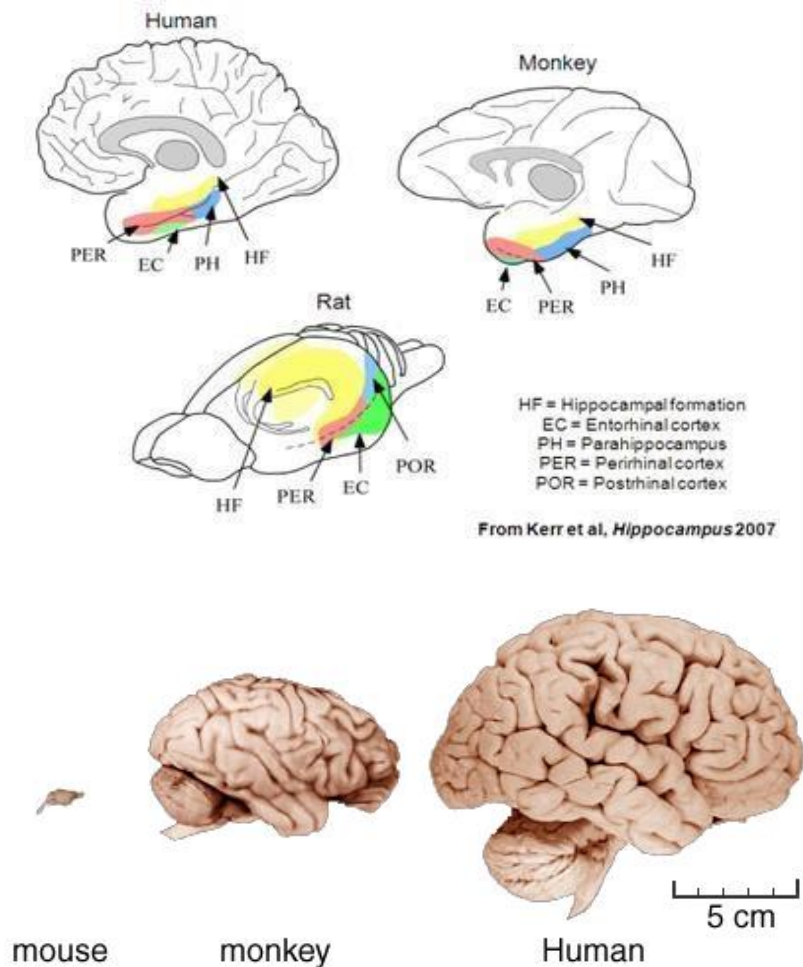 Human
Monkey
PER
EC
PH
HF
EC
PER
PH
HF
Rat
HF
PER
EC
POR
HF = Hippocampal formation
EC = Entorhinal cortex
PH = Parahippocampus
PER = Perirhinal cortex
POR = Postrhinal cortex
From Kerr et al, Hippocampus 2007
5 cm
mouse
monkey
Human